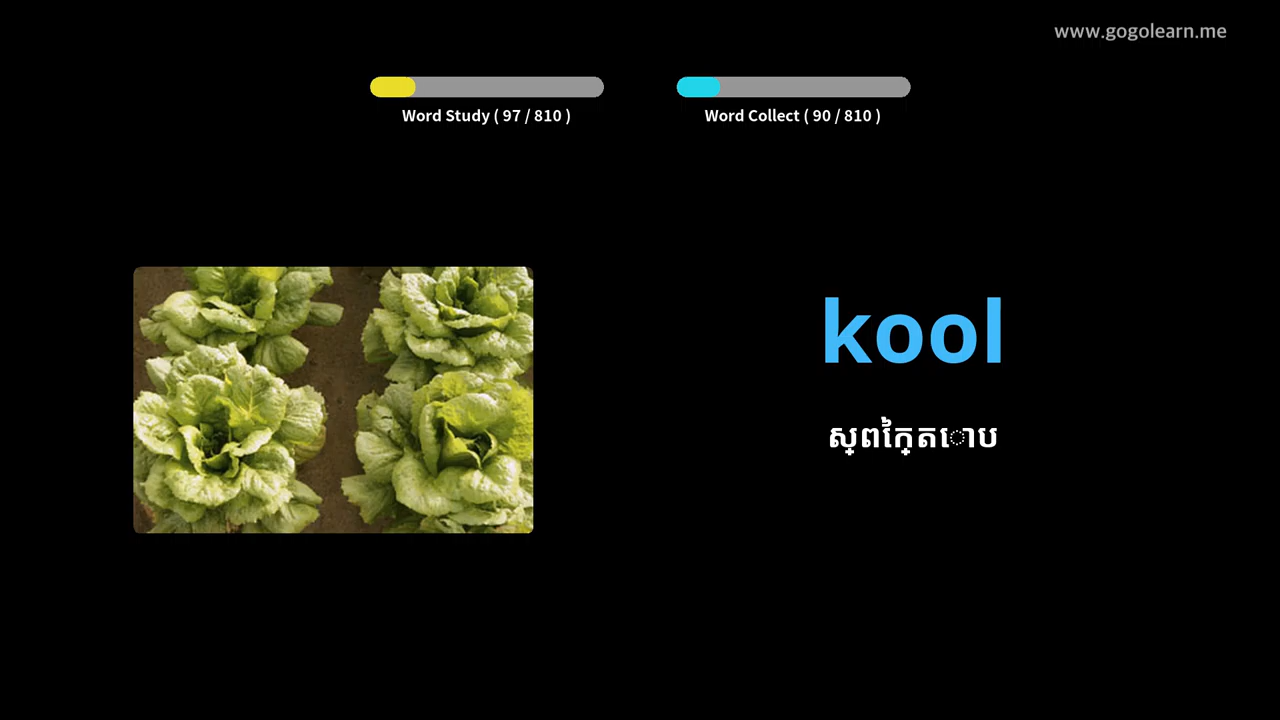 www.gogolearn.me
Word Study ( 97 / 810 )
Word Collect ( 90 / 810 )
kool
ស្ពក្តៃោប